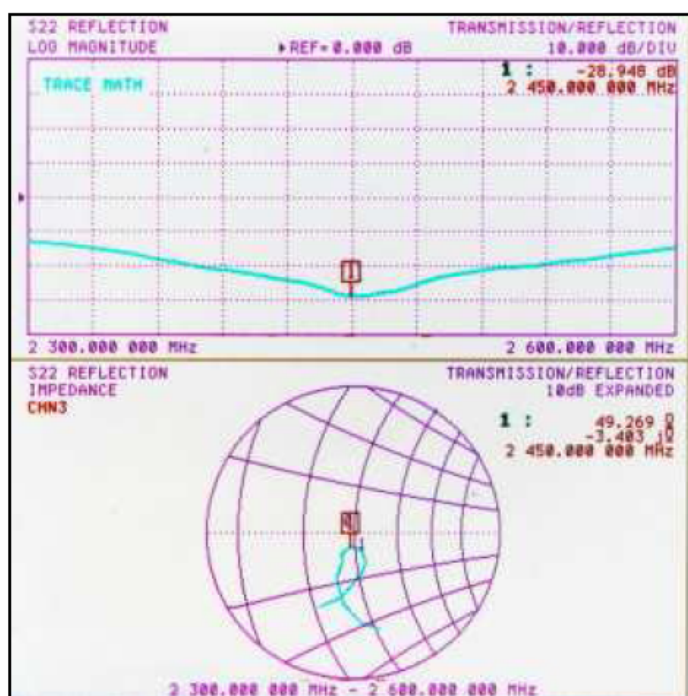 S22 REFLECTION TRANSMISSION/REFLECTION
LOG MAGNITUDE ▶REF= 0.000 dB 10.000 dB/DIV
1 : -28.948 dB
2 450.000 000 MHz
TRACE MATH
1
2 300.000 000 MHz 2 600.000 000 MHz
S22 REFLECTION TRANSMISSION/REFLECTION
IMPEDANCE 10dB EXPANDED
CHN3
1 : 49.269 Ω
-3.403 jΩ
2 450.000 000 MHz
2 300.000 000 MHz - 2 600.000 000 MHz